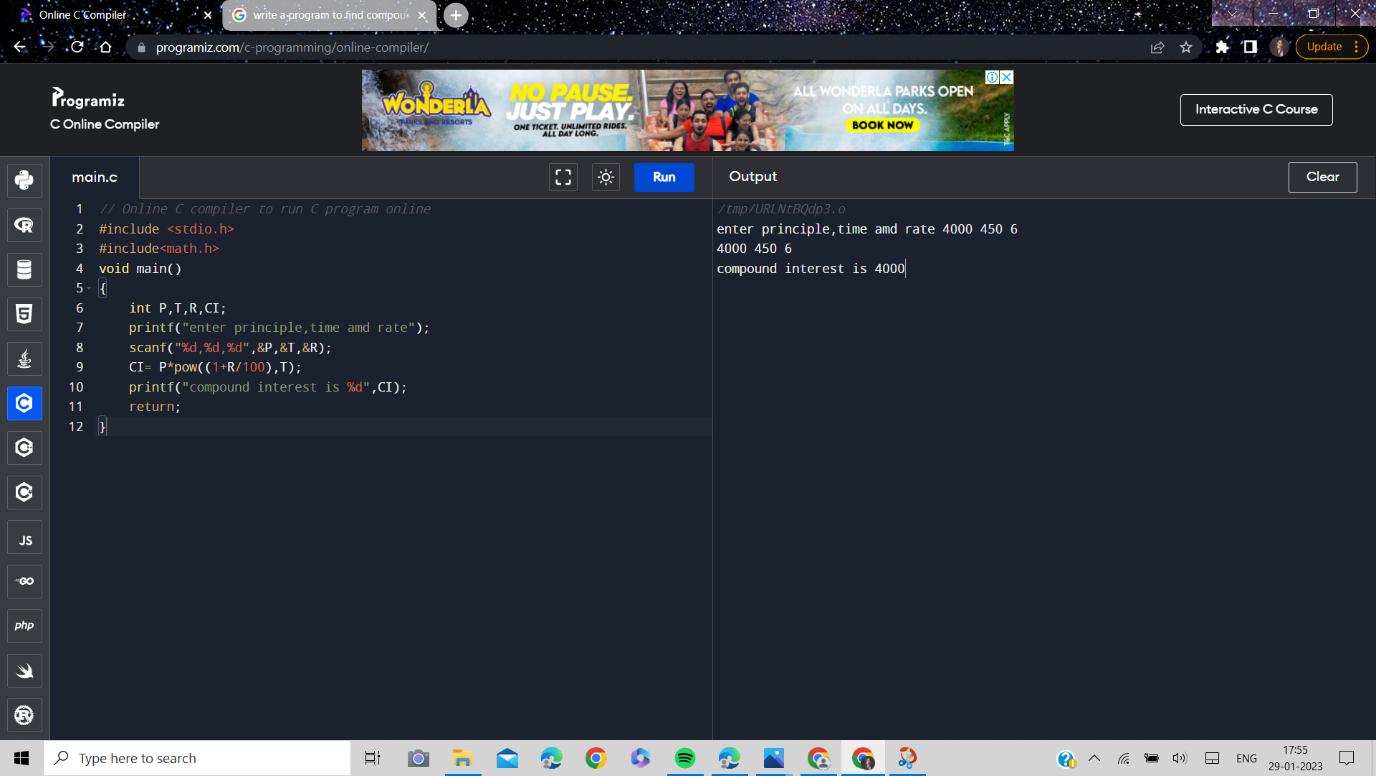 Online C Compiler
write a program to find compou
programiz.com/c-programming/online-compiler/
Update
Programiz
C Online Compiler
WONDERLA
PARKS AND RESORTS
NO PAUSE.
JUST PLAY.
ONE TICKET. UNLIMITED RIDES.
ALL DAY LONG.
ALL WONDERLA PARKS OPEN
ON ALL DAYS.
BOOK NOW
T&C APPLY
Interactive C Course
main.c
Run
Output
Clear
1 // Online C compiler to run C program online
2 #include <stdio.h>
3 #include<math.h>
4 void main()
5 {
6 int P,T,R,CI;
7 printf("enter principle,time amd rate");
8 scanf("%d,%d,%d",&P,&T,&R);
9 CI= P*pow((1+R/100),T);
10 printf("compound interest is %d",CI);
11 return;
12 }
/tmp/URLNtBQdp3.o
enter principle,time amd rate 4000 450 6
4000 450 6
compound interest is 4000
JS
GO
php
Type here to search
ENG
17:55
29-01-2023